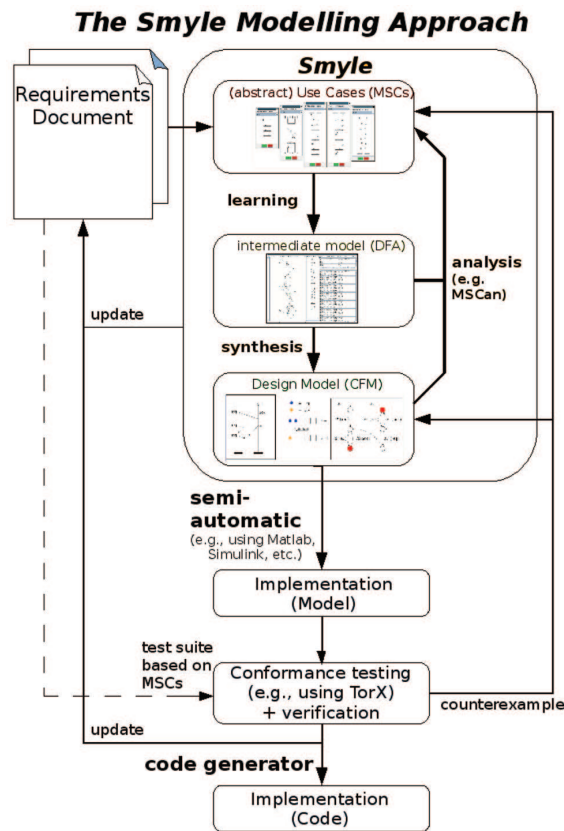 The Smyle Modelling Approach
Smyle
Requirements
Document
(abstract) Use Cases (MSCs)
learning
intermediate model (DFA)
analysis
(e.g.
MSCan)
update
synthesis
Design Model (CFM)
semi-
automatic
(e.g., using Matlab,
Simulink, etc.)
Implementation
(Model)
test suite
based on
MSCs
Conformance testing
(e.g., using TorX)
+ verification
counterexample
update
code generator
Implementation
(Code)